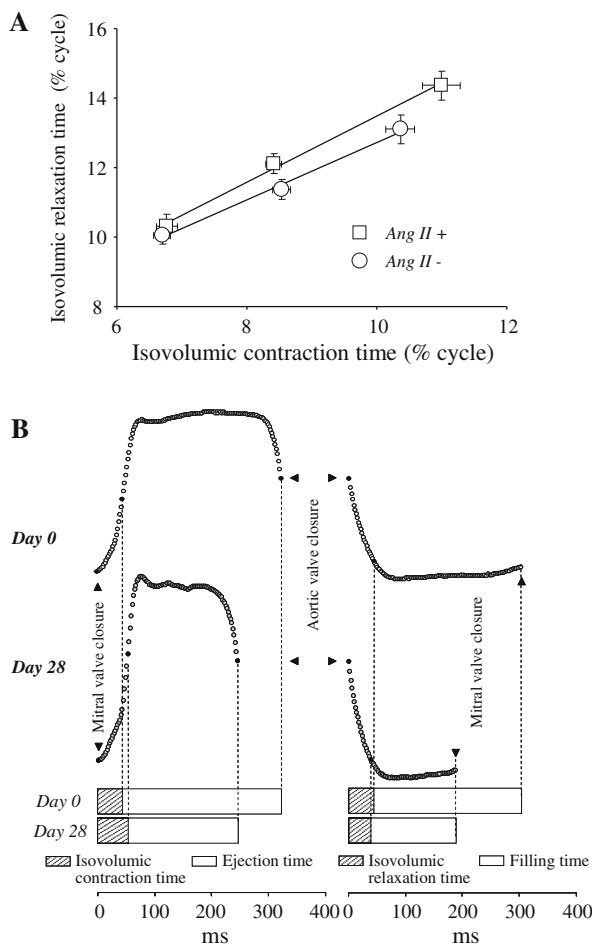 A
Isovolumic relaxation time (% cycle)
16
14
12
10
8
6
8
10
12
Isovolumic contraction time (% cycle)
Ang II +
Ang II -
B
Day 0
Day 28
Mitral valve closure
Aortic valve closure
Mitral valve closure
Day 0
Day 28
Isovolumic
contraction time
Ejection time
Isovolumic
relaxation time
Filling time
0 100 200 300 400
ms
0 100 200 300 400
ms